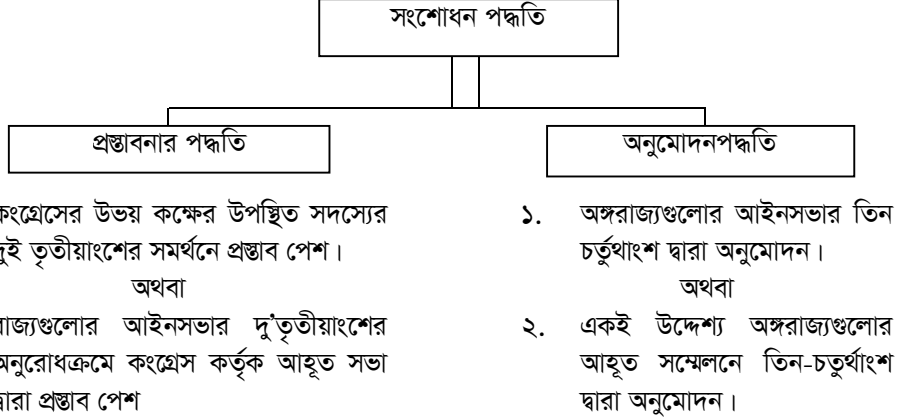 সংশোধন পদ্ধতি
প্রস্তাবনার পদ্ধতি
কংগ্রেসের উভয় কক্ষের উপস্থিত সদস্যের
দুই তৃতীয়াংশের সমর্থনে প্রস্তাব পেশ।
অথবা
রাজ্যগুলোর আইনসভার দু'তৃতীয়াংশের
অনুরোধক্রমে কংগ্রেস কর্তৃক আহূত সভা
দ্বারা প্রস্তাব পেশ
অনুমোদনপদ্ধতি
১. অঙ্গরাজ্যগুলোর আইনসভার তিন
চর্তুথাংশ দ্বারা অনুমোদন।
অথবা
২. একই উদ্দেশ্য অঙ্গরাজ্যগুলোর
আহূত সম্মেলনে তিন-চতুর্থাংশ
দ্বারা অনুমোদন।